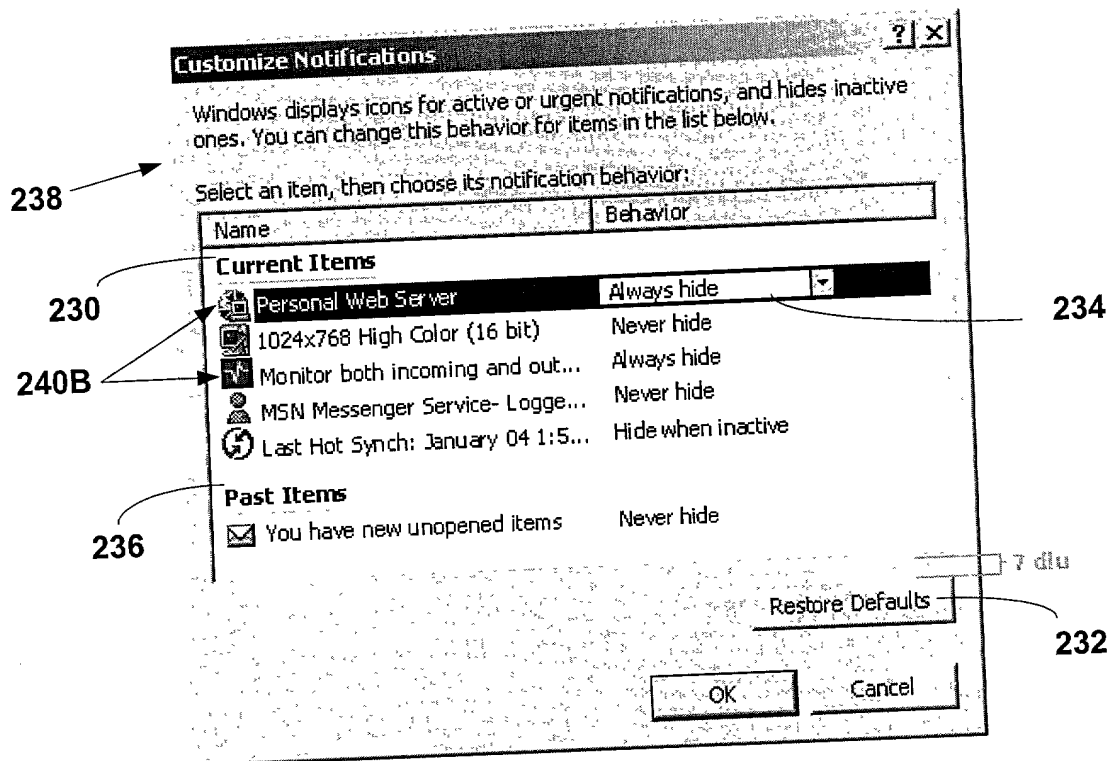 Customize Notifications ? X
Windows displays icons for active or urgent notifications, and hides inactive
ones. You can change this behavior for items in the list below.
238
Select an item, then choose its notification behavior:
Name Behavior
Current Items
230
Personal Web Server Always hide
234
1024x768 High Color (16 bit) Never hide
240B
Monitor both incoming and out... Always hide
MSN Messenger Service- Logge... Never hide
Last Hot Synch: January 04 1:5... Hide when inactive
Past Items
236
You have new unopened items Never hide
7 dlu
Restore Defaults
232
OK Cancel